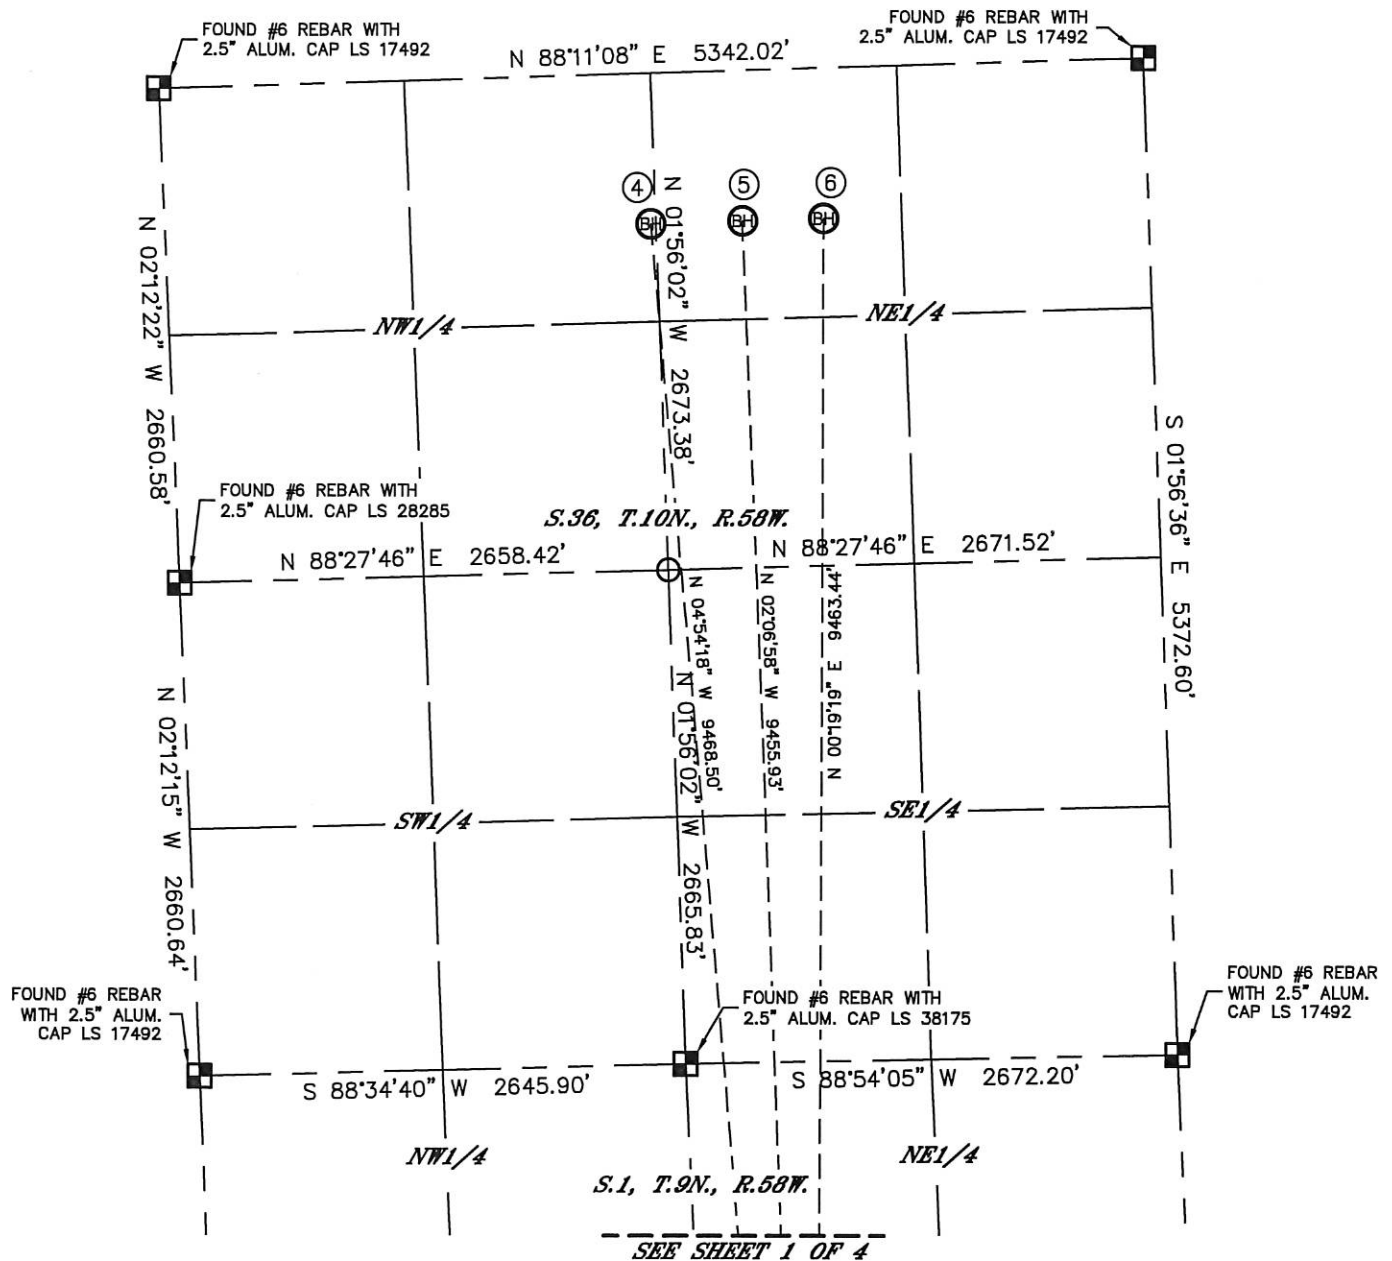 FOUND #6 REBAR WITH
2.5" ALUM. CAP LS 17492
FOUND #6 REBAR WITH
2.5" ALUM. CAP LS 17492
N 88°11'08" E 5342.02'
4
5
6
BH
BH
BH
N 02°12'22" W 2660.58'
N 01°56'02" W 2673.38'
NW1/4
NE1/4
S 01°56'36" E 5372.60'
FOUND #6 REBAR WITH
2.5" ALUM. CAP LS 28285
S.36, T.10N., R.58W.
N 88°27'46" E 2658.42'
N 88°27'46" E 2671.52'
N 04°54'18" W 9468.50'
N 02°06'58" W 9455.93'
N 00°19'19" E 9463.44'
N 02°12'15" W 2660.64'
N 01°56'02" W 2665.83'
SW1/4
SE1/4
FOUND #6 REBAR
WITH 2.5" ALUM.
CAP LS 17492
FOUND #6 REBAR WITH
2.5" ALUM. CAP LS 38175
FOUND #6 REBAR
WITH 2.5" ALUM.
CAP LS 17492
S 88°34'40" W 2645.90'
S 88°54'05" W 2672.20'
NW1/4
NE1/4
S.1, T.9N., R.58W.
SEE SHEET 1 OF 4